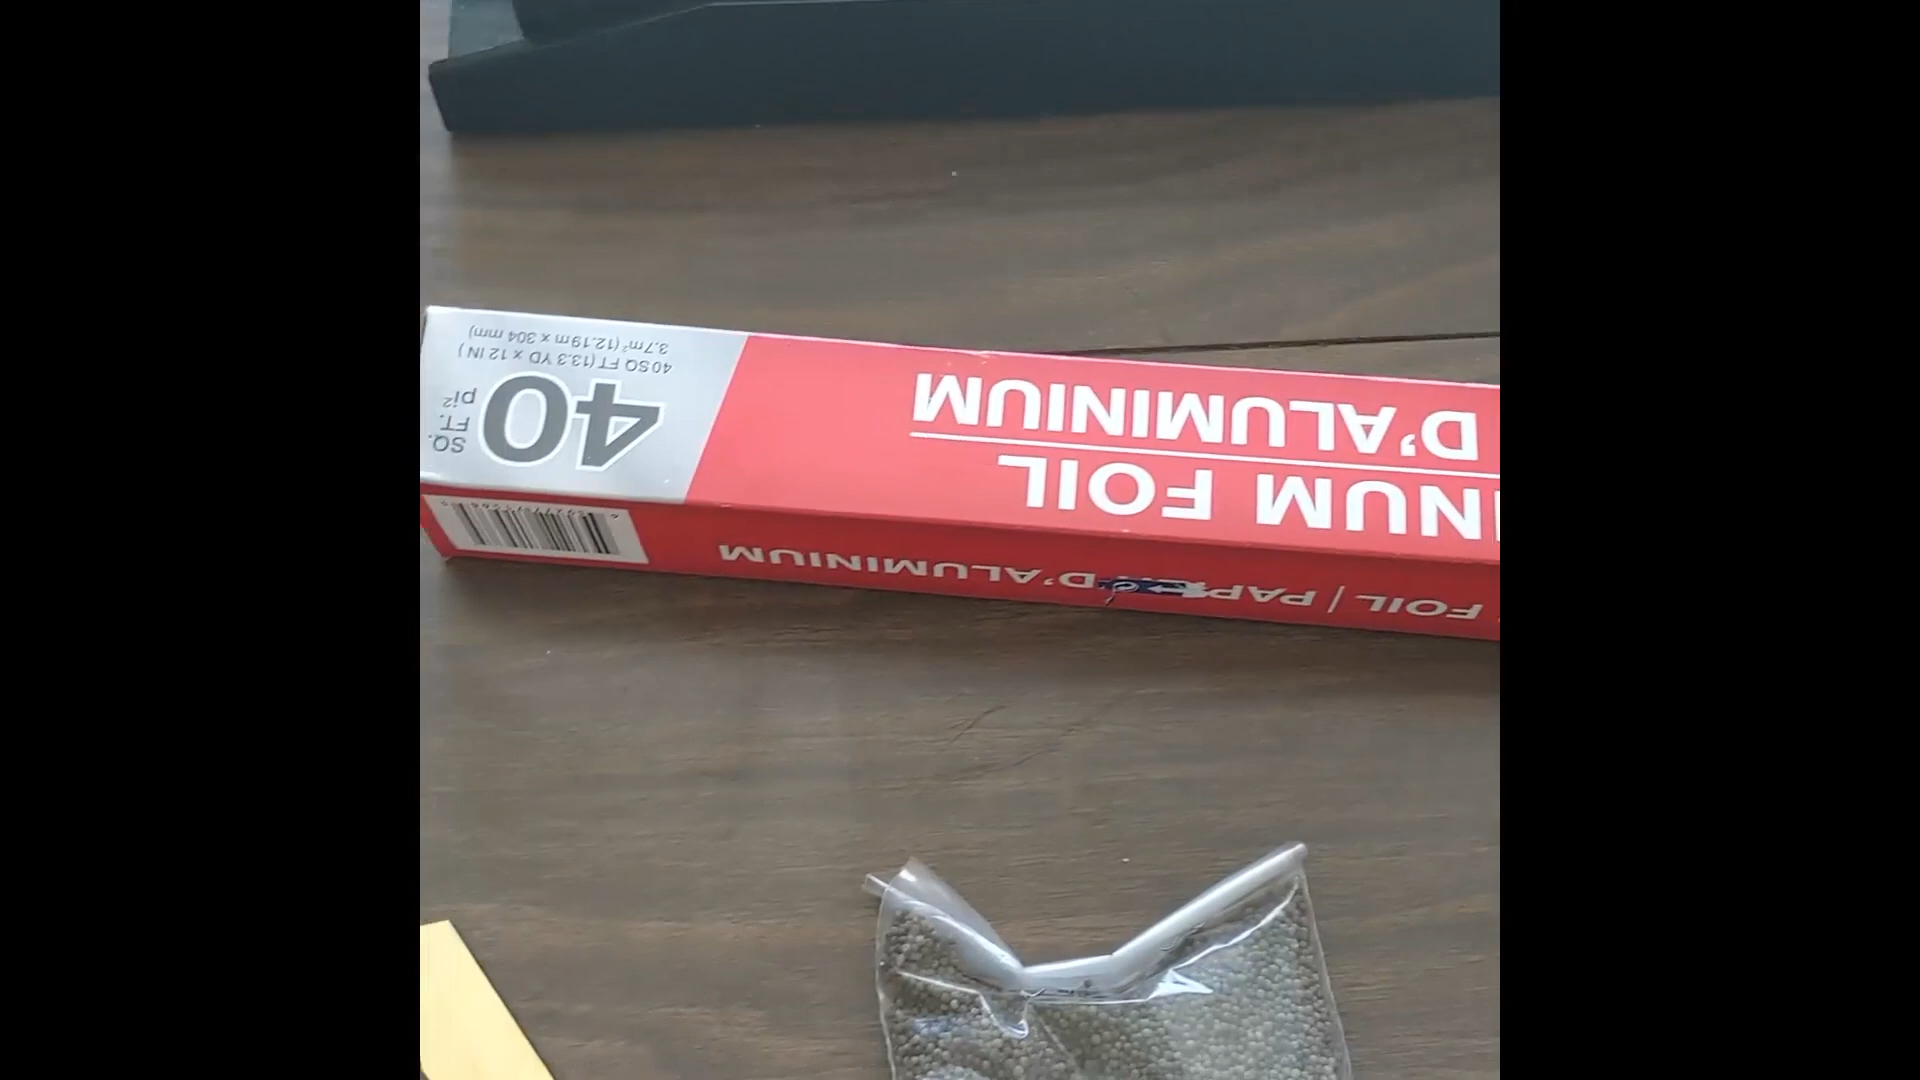 FOIL / PAP D'ALUMINIUM
INUM FOIL
D'ALUMINIUM
40
SQ.
FT.
pi²
40 SQ FT (13.3 YD x 12 IN)
3.7m² (12.19m x 304 mm)